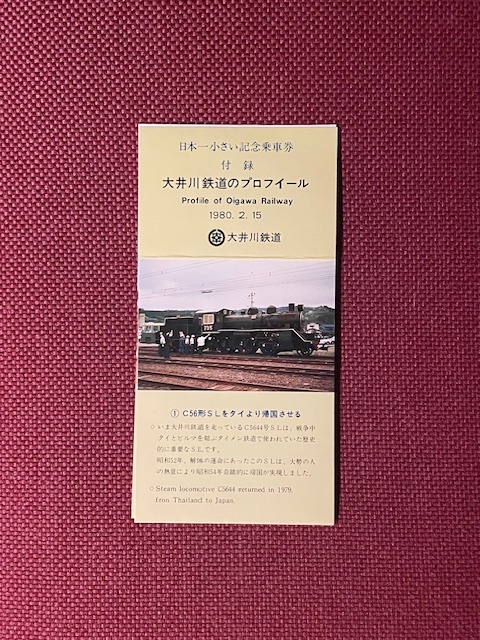 日本一小さい記念乗車券
付録
大井川鉄道のプロフイール
Profile of Oigawa Railway
1980. 2. 15
大井川鉄道
735
① C56形SLをタイより帰国させる
○いま大井川鉄道を走っているC5644号SLは、戦争中
タイとビルマを結ぶタイメン鉄道で使われていた歴史
的に重要なSLです。
昭和52年、解体の運命にあったこのSLは、大勢の人
の熱意により昭和54年奇蹟的に帰国が実現しました。
○Steam locomotive C5644 returned in 1979,
from Thailand to Japan.